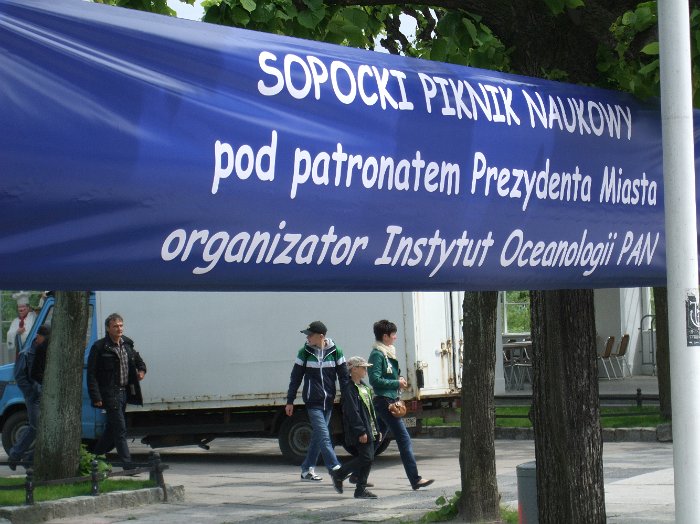 SOPOCKI PIKNIK NAUKOWY
pod patronatem Prezydenta Miasta
organizator Instytut Oceanologii PAN